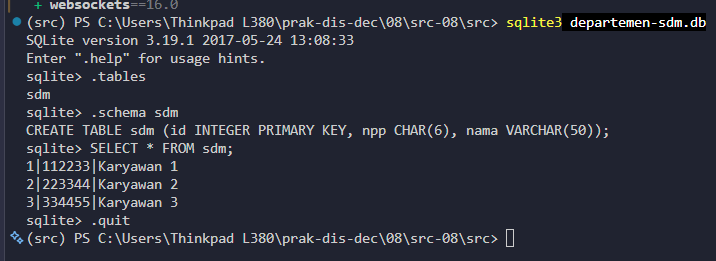 + websockets==16.0
(src) PS C:\Users\Thinkpad L380\prak-dis-dec\08\src-08\src> sqlite3 departemen-sdm.db
SQLite version 3.19.1 2017-05-24 13:08:33
Enter ".help" for usage hints.
sqlite> .tables
sdm
sqlite> .schema sdm
CREATE TABLE sdm (id INTEGER PRIMARY KEY, npp CHAR(6), nama VARCHAR(50));
sqlite> SELECT * FROM sdm;
1|112233|Karyawan 1
2|223344|Karyawan 2
3|334455|Karyawan 3
sqlite> .quit
(src) PS C:\Users\Thinkpad L380\prak-dis-dec\08\src-08\src>